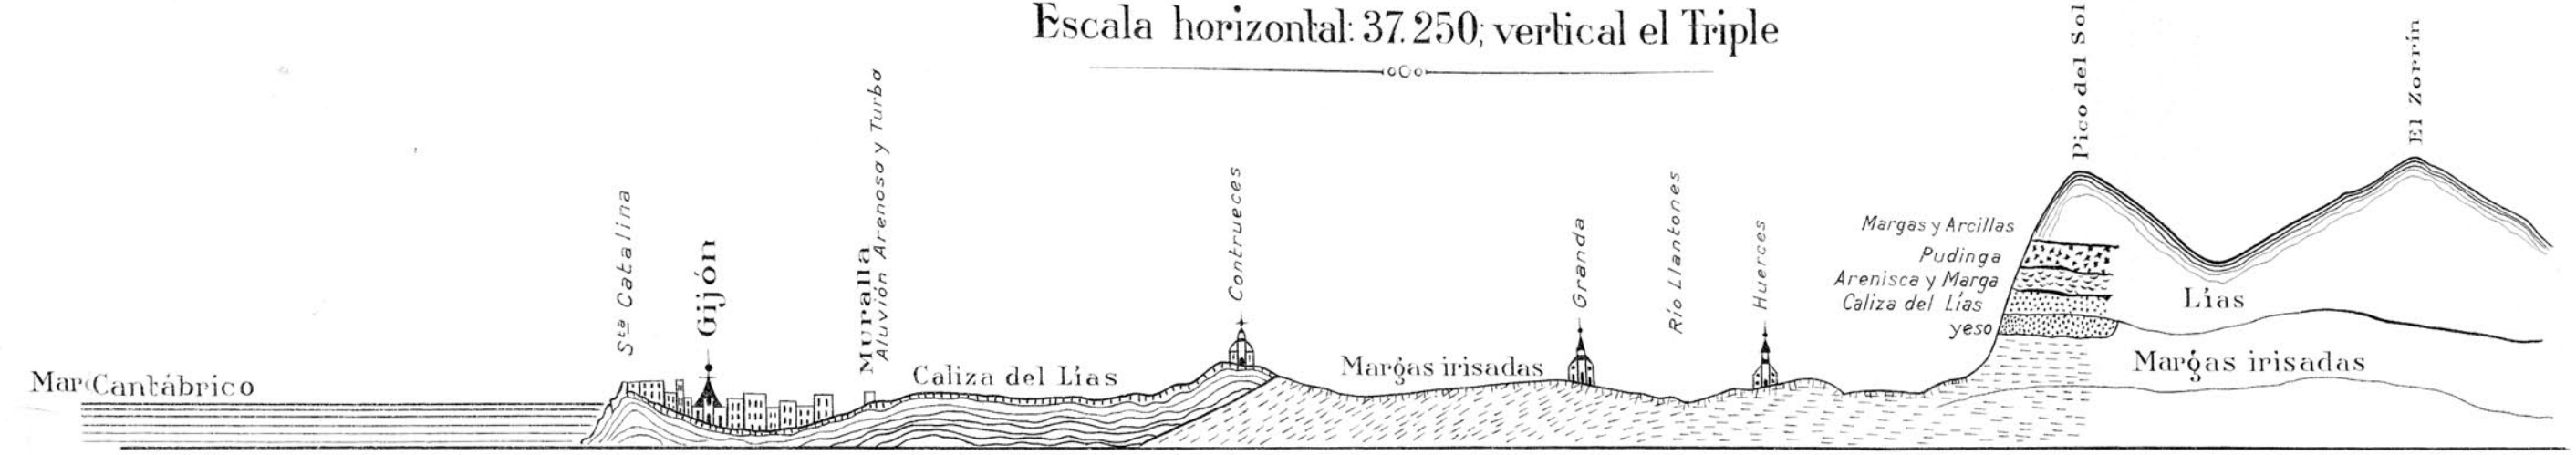 Escala horizontal: 37.250; vertical el Triple
Mar Cantábrico
Sta Catalina
Gijón
Muralla
Aluvión Arenoso y Turba
Caliza del Lías
Contrueces
Margas irisadas
Granda
Río Llantones
Huerces
Margas y Arcillas
Pudinga
Arenisca y Marga
Caliza del Lías
yeso
Pico del Sol
El Zorrín
Lías
Margas irisadas